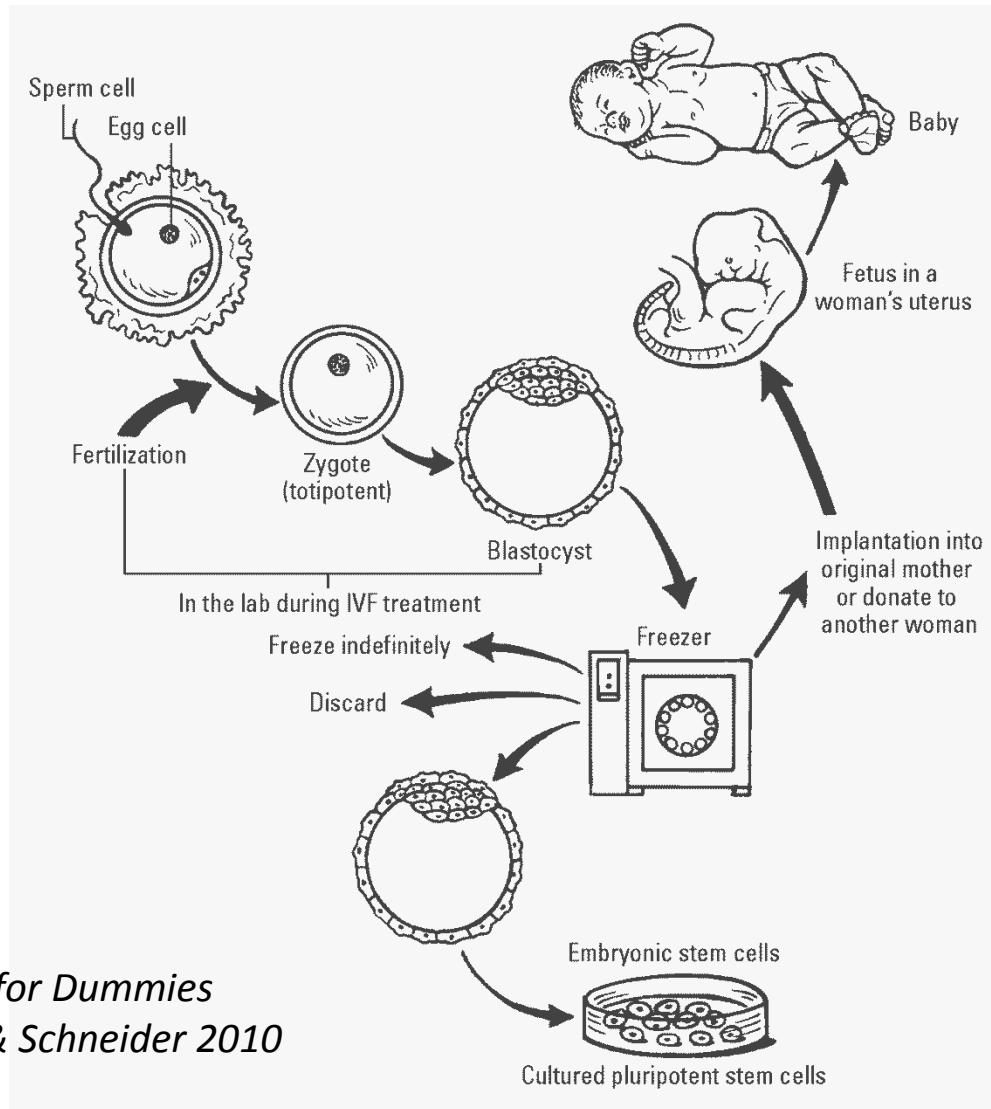 Sperm cell
Egg cell
Baby
Fetus in a
woman's uterus
Fertilization
Zygote
(totipotent)
Blastocyst
In the lab during IVF treatment
Implantation into
original mother
or donate to
another woman
Freezer
Freeze indefinitely
Discard
for Dummies
& Schneider 2010
Embryonic stem cells
Cultured pluripotent stem cells